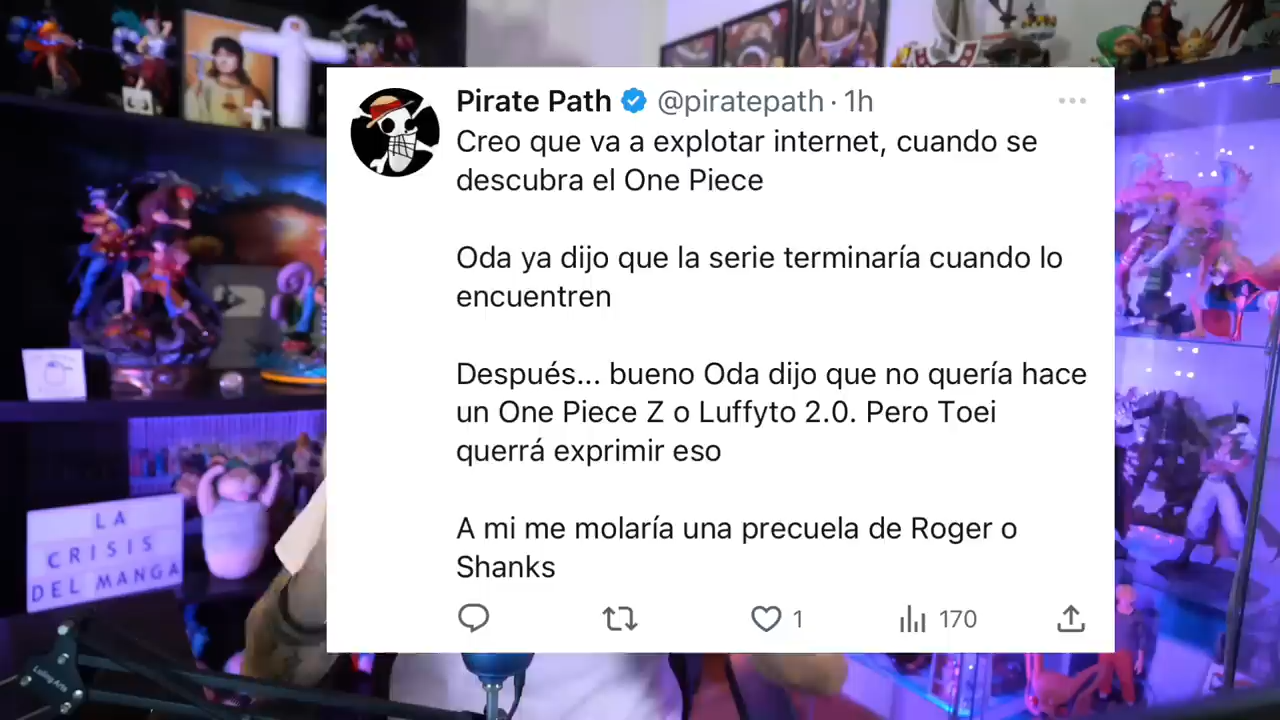 Pirate Path @piratepath · 1h
Creo que va a explotar internet, cuando se
descubra el One Piece
Oda ya dijo que la serie terminaría cuando lo
encuentren
Después... bueno Oda dijo que no quería hace
un One Piece Z o Luffyto 2.0. Pero Toei
querrá exprimir eso
A mi me molaría una precuela de Roger o
Shanks
1
170
LA
CRISIS
DEL MANGA